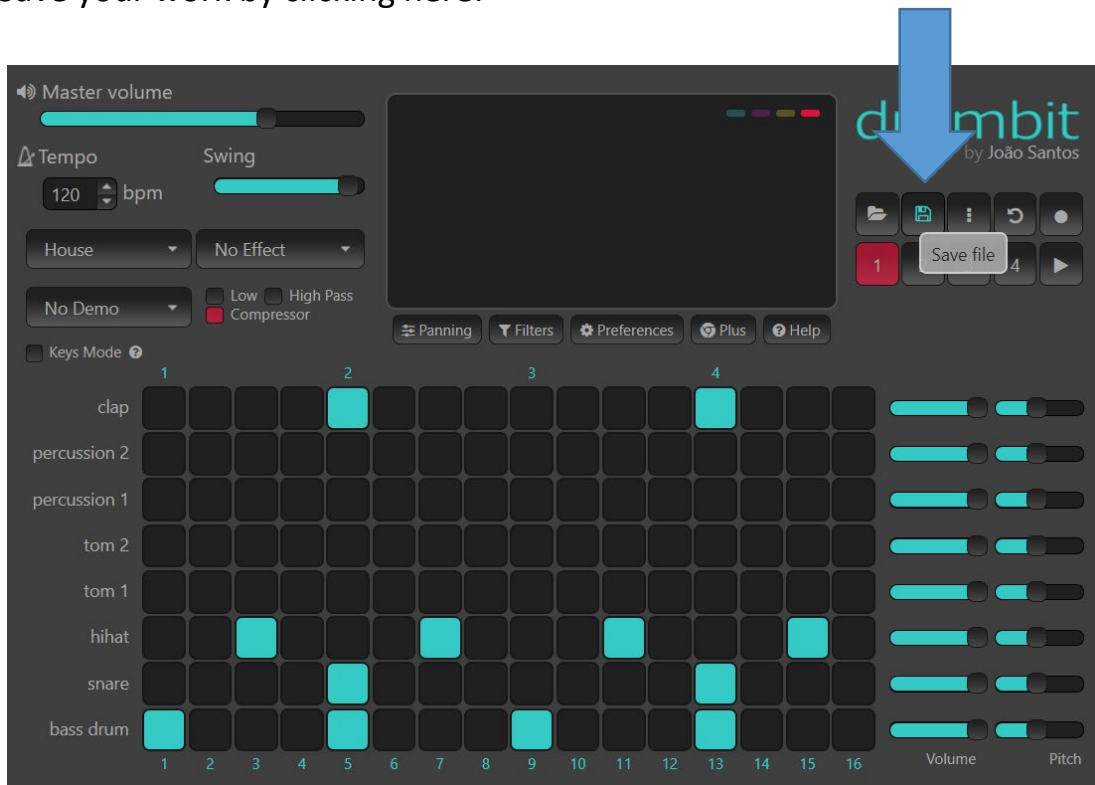 Save your work by clicking here.
Master volume
by João Santos
Tempo Swing
120 bpm
House No Effect
Save file
1 4
No Demo
Low High Pass
Compressor
Panning Filters Preferences Plus Help
Keys Mode
1 2 3 4
clap
percussion 2
percussion 1
tom 2
tom 1
hihat
snare
bass drum
1 2 3 4 5 6 7 8 9 10 11 12 13 14 15 16
Volume Pitch